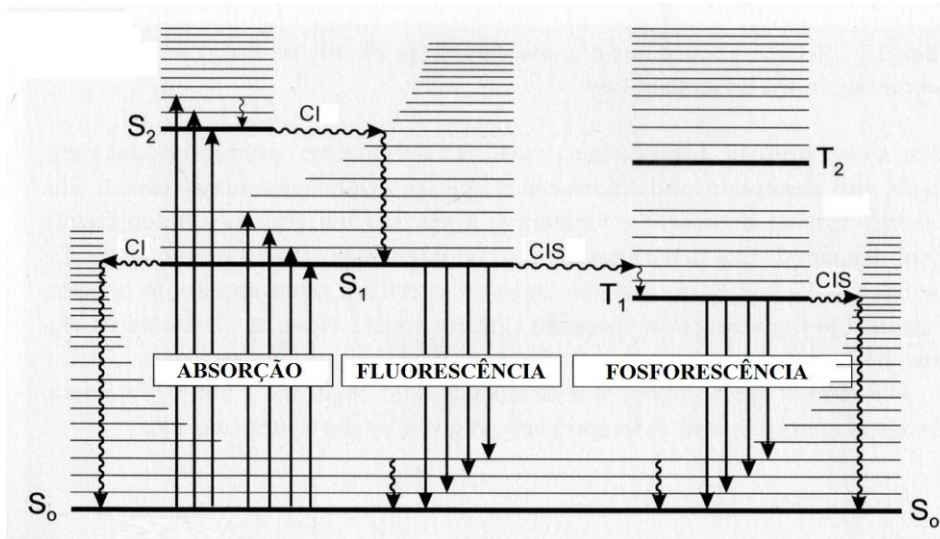 CI
S2
T2
CI
CIS
S1
T1
CIS
ABSORÇÃO
FLUORESCÊNCIA
FOSFORESCÊNCIA
So
So